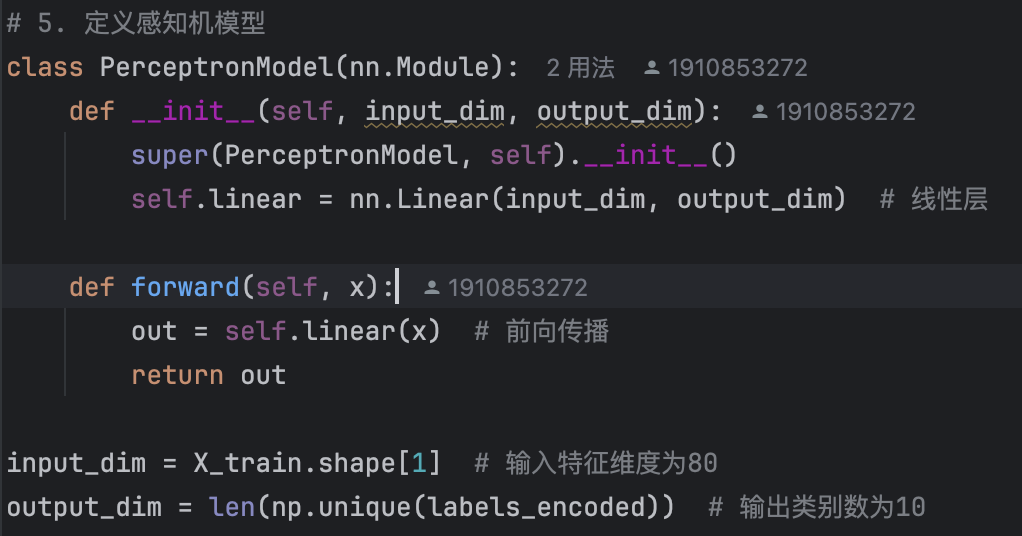 # 5. 定义感知机模型
class PerceptronModel(nn.Module): 2 用法 1910853272
def __init__(self, input_dim, output_dim): 1910853272
super(PerceptronModel, self).__init__()
self.linear = nn.Linear(input_dim, output_dim) # 线性层
def forward(self, x): 1910853272
out = self.linear(x) # 前向传播
return out
input_dim = X_train.shape[1] # 输入特征维度为80
output_dim = len(np.unique(labels_encoded)) # 输出类别数为10